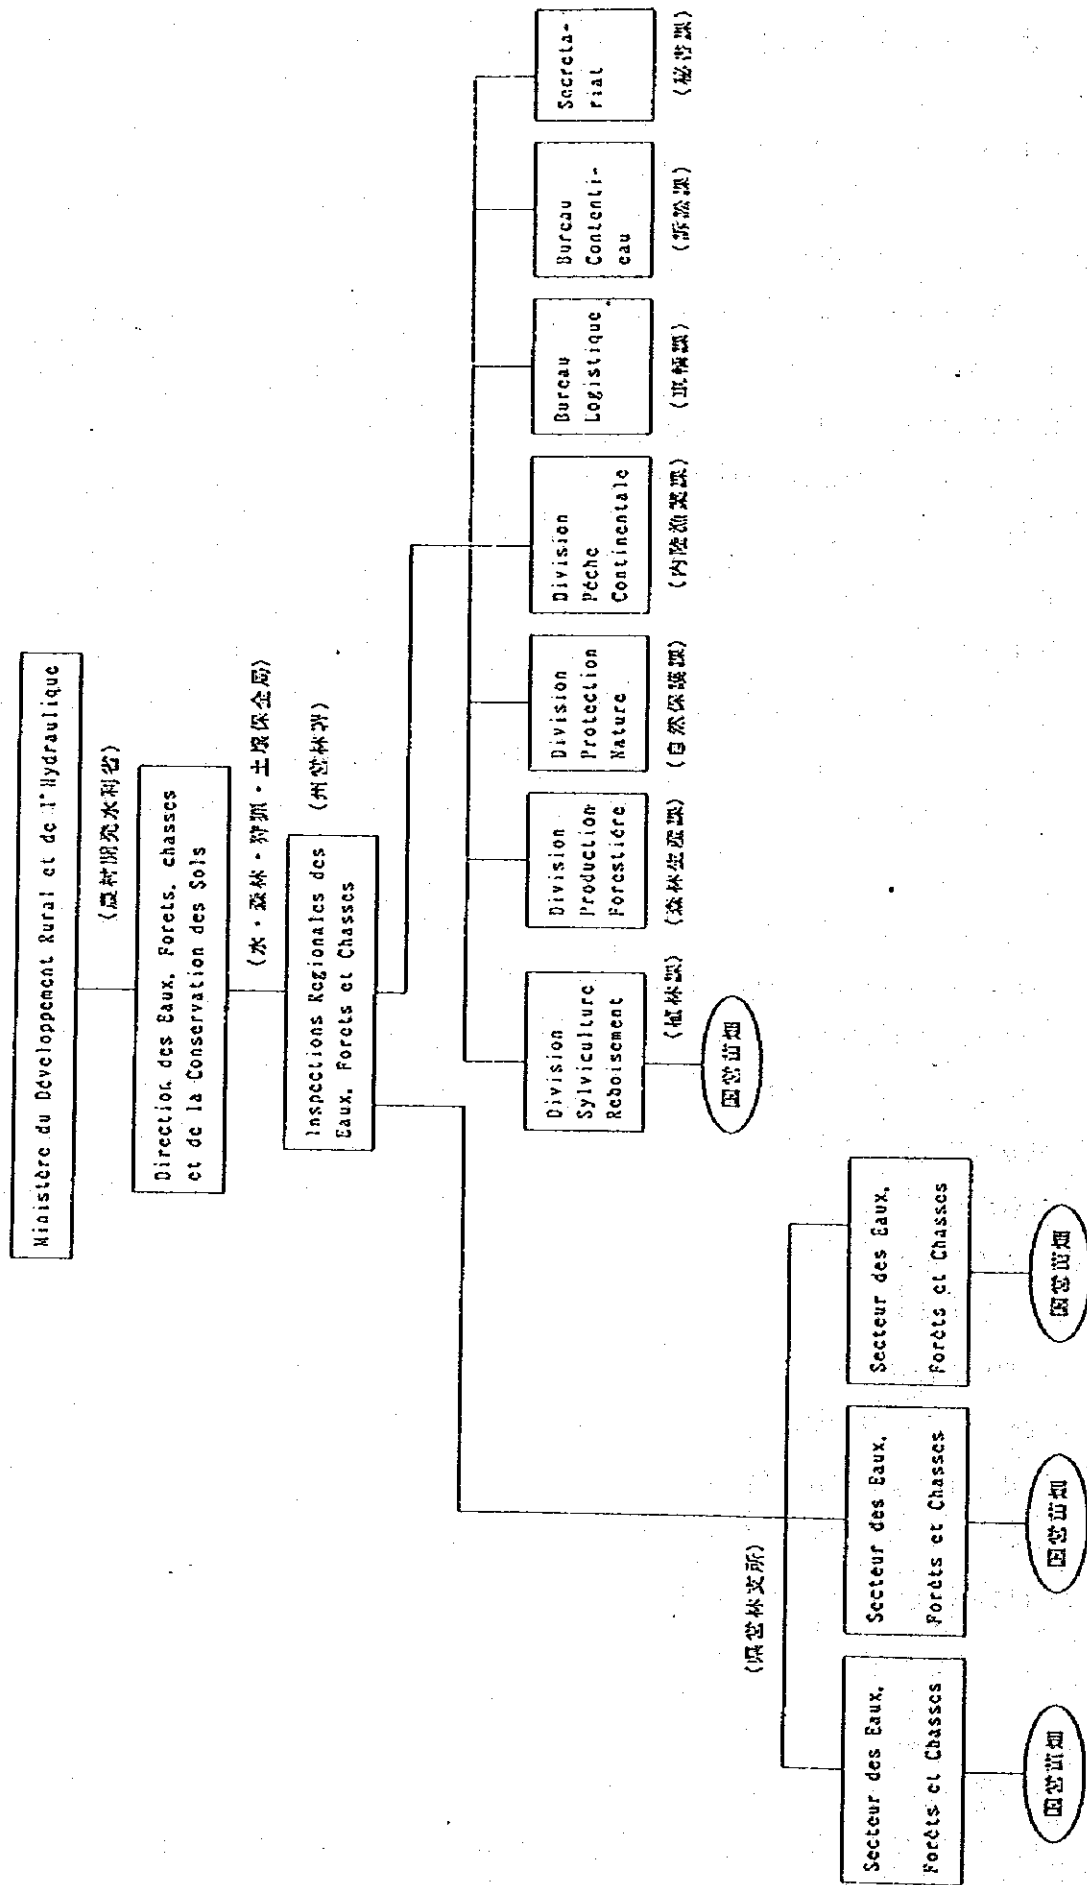 Ministère du Développement Rural et de l'Hydraulique
(農村開発水利省)
Direction des Eaux, Forets, chasses
et de la Conservation des Sols
(水・森林・狩猟・土壌保全局)
Inspections Regionales des
Eaux, Forets et Chasses
(州営林署)
Division
Sylviculture
Reboisement
(植林課)
国営苗畑
Division
Production
Forestière
(森林生産課)
Division
Protection
Nature
(自然保護課)
Division
Pêche
Continentale
(内陸漁業課)
Bureau
Logistique
(車輛課)
Bureau
Contenti-
eau
(訴訟課)
Secreta-
riat
(秘書課)
(県営林支所)
Secteur des Eaux,
Forêts et Chasses
国営苗畑
Secteur des Eaux,
Forêts et Chasses
国営苗畑
Secteur des Eaux,
Forêts et Chasses
国営苗畑